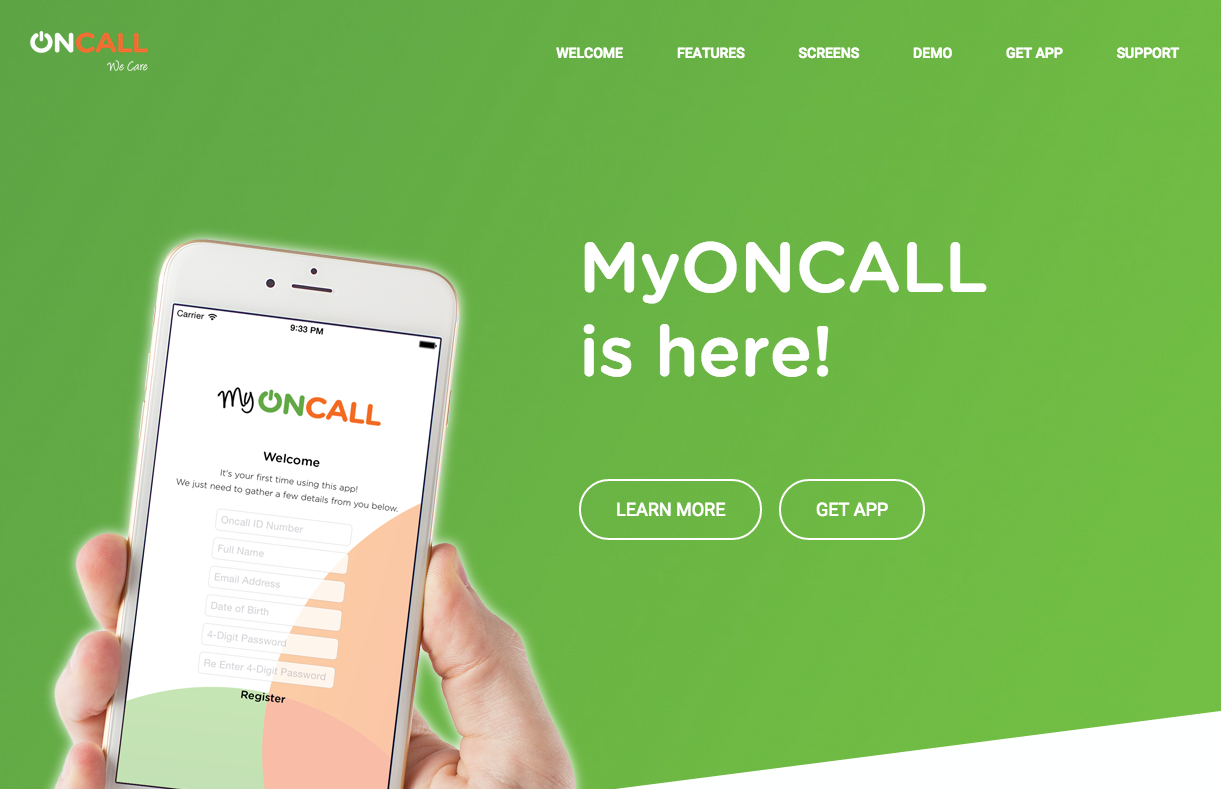 ONCALL
We Care
WELCOME FEATURES SCREENS DEMO GET APP SUPPORT
MyONCALL
is here!
LEARN MORE GET APP
Carrier 9:33 PM
My ONCALL
Welcome
It's your first time using this app!
We just need to gather a few details from you below.
Oncall ID Number
Full Name
Email Address
Date of Birth
4-Digit Password
Re Enter 4-Digit Password
Register